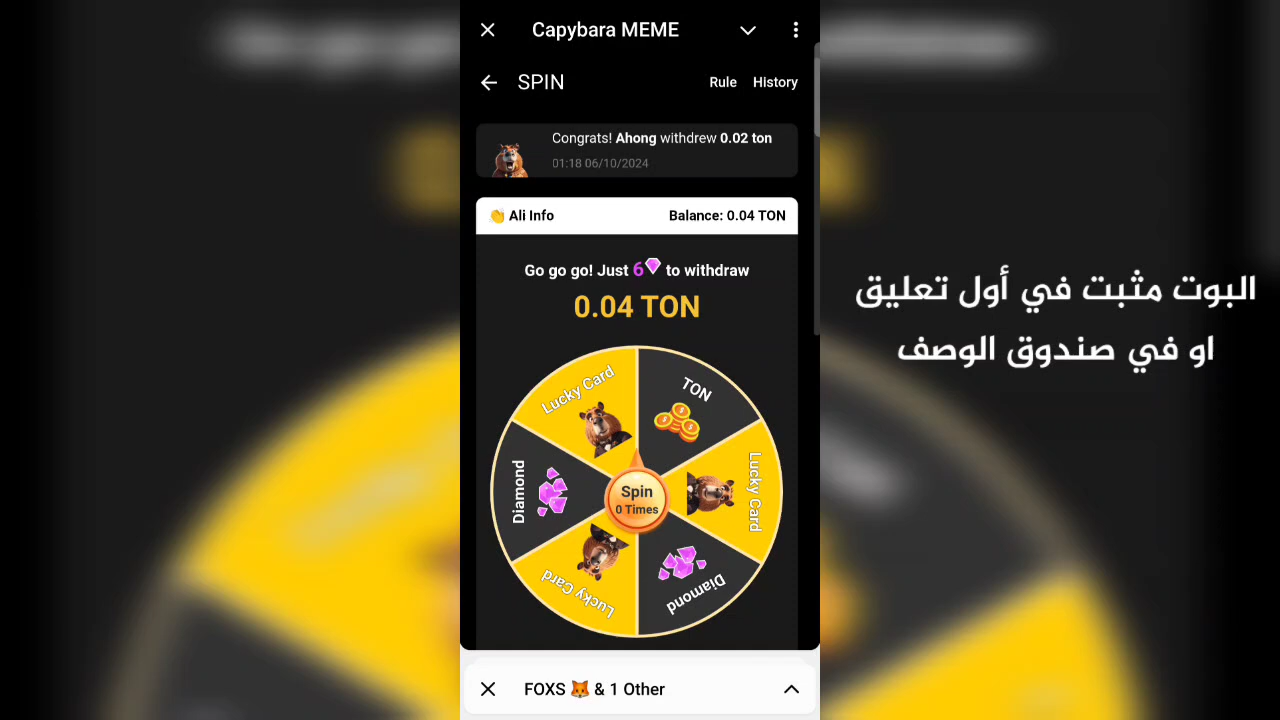 Capybara MEME
SPIN
Rule
History
Congrats! Ahong withdrew 0.02 ton
01:18 06/10/2024
👏 Ali Info
Balance: 0.04 TON
Go go go! Just 6 to withdraw
0.04 TON
البوت مثبت في أول تعليق
او في صندوق الوصف
Lucky Card
TON
Lucky Card
Diamond
Lucky Card
Diamond
Spin
0 Times
FOXS 🦊 & 1 Other